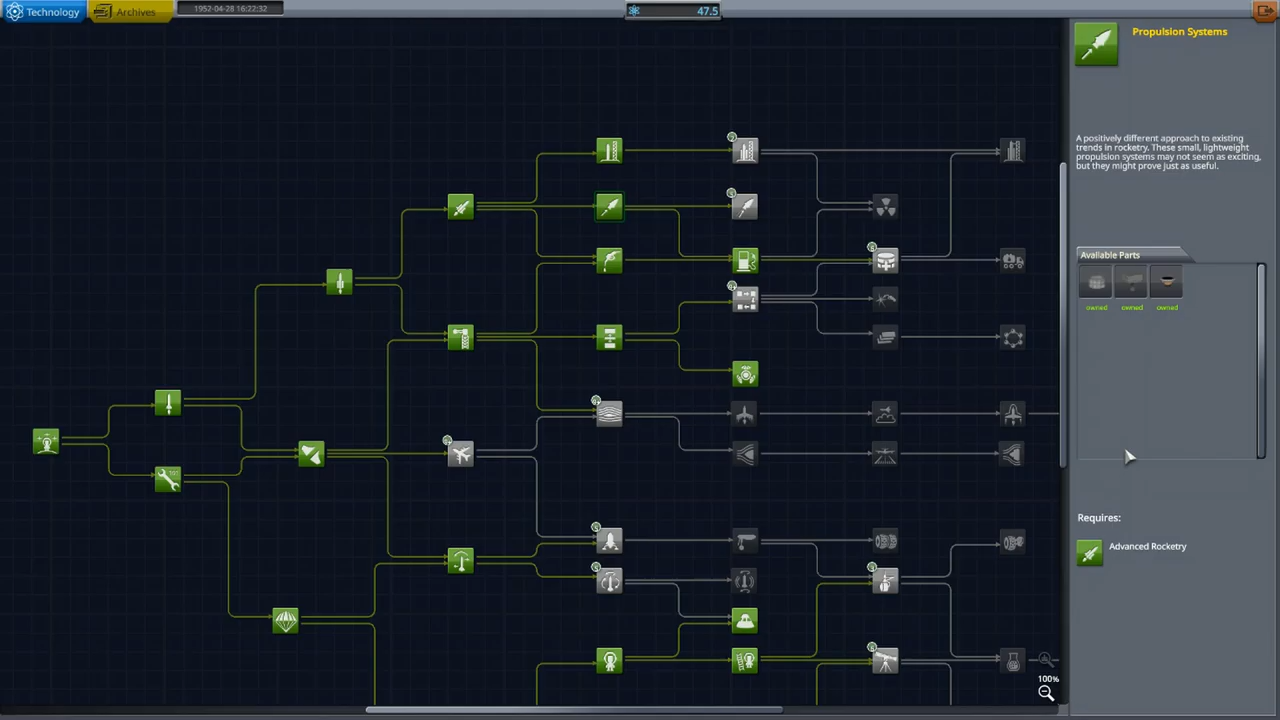 Technology
Archives
1952-04-28 16:22:32
47.5
Propulsion Systems
A positively different approach to existing
trends in rocketry. These small, lightweight
propulsion systems may not seem as exciting,
but they might prove just as useful.
Available Parts
owned
owned
owned
Requires:
Advanced Rocketry
100%